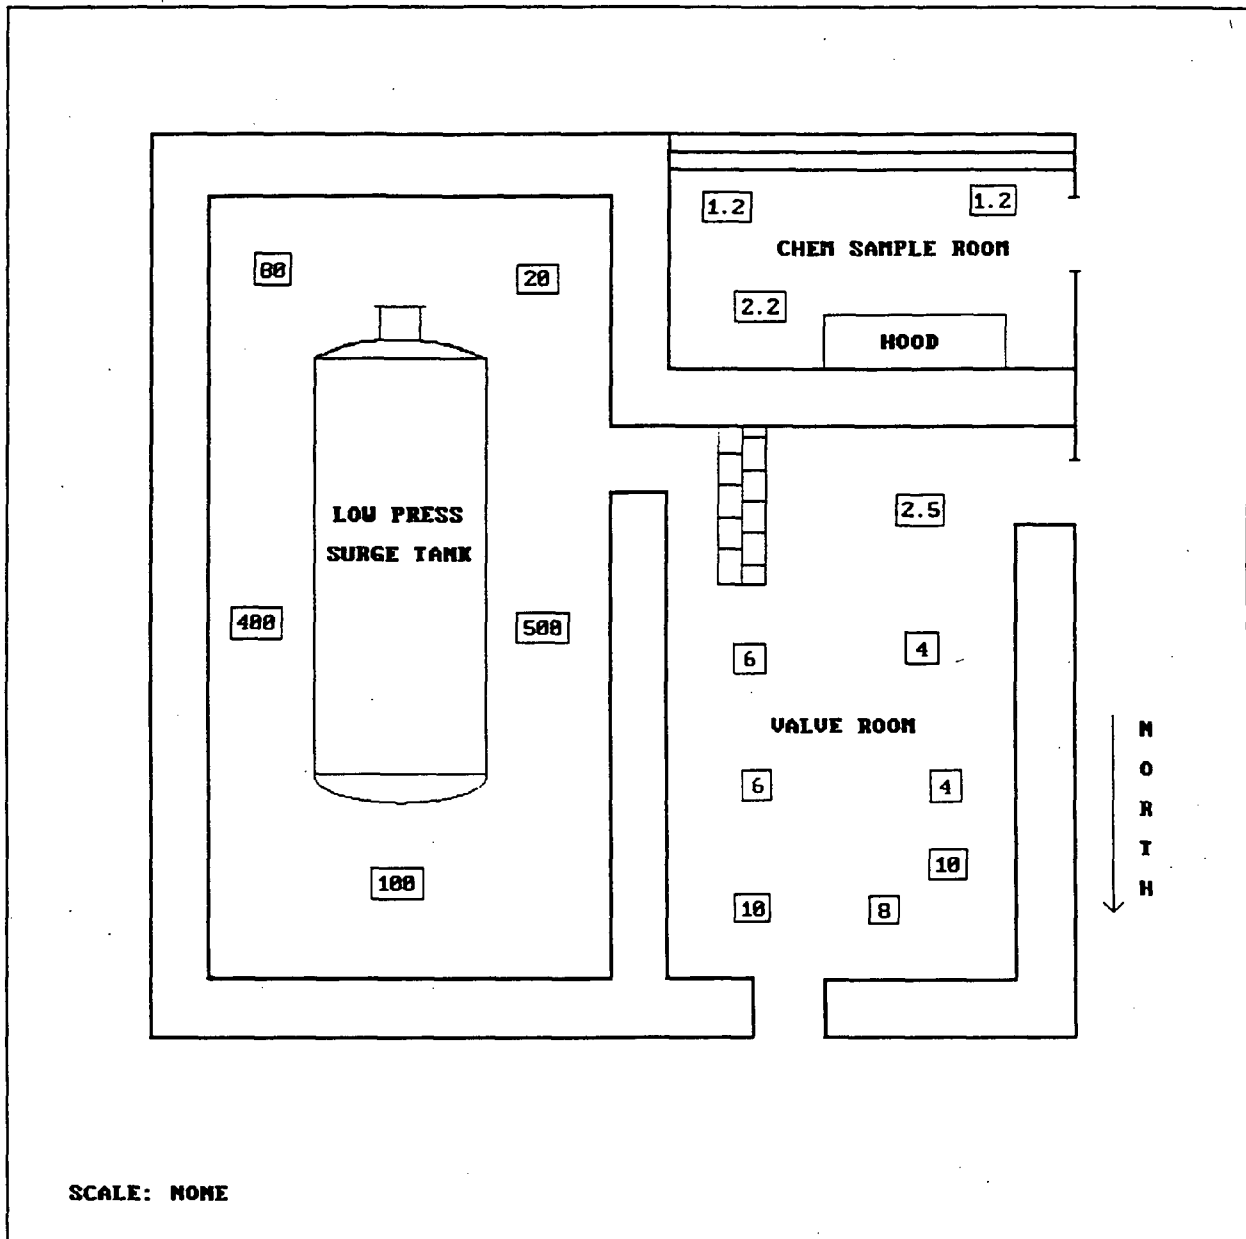 1.2
1.2
CHEM SAMPLE ROOM
80
20
2.2
HOOD
LOW PRESS
SURGE TANK
2.5
400
500
6
4
VALVE ROOM
6
4
10
100
10
8
N
O
R
T
H
SCALE: NONE